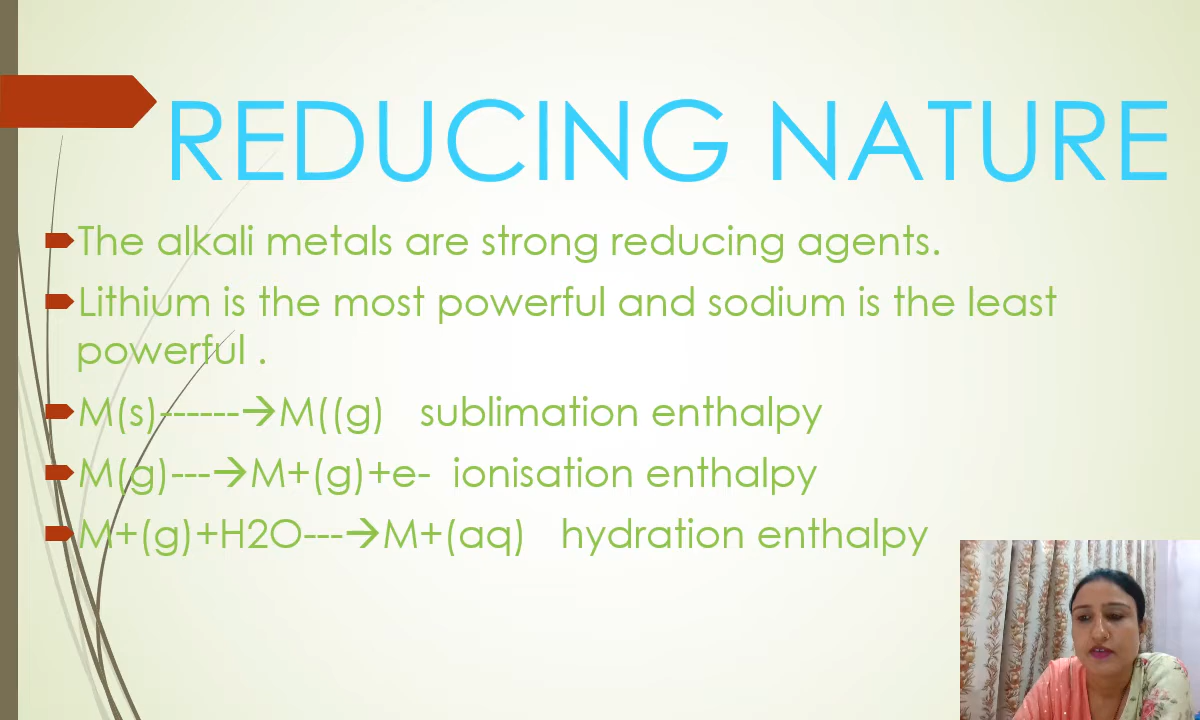 REDUCING NATURE
The alkali metals are strong reducing agents.
Lithium is the most powerful and sodium is the least
powerful .
M(s)------→M((g) sublimation enthalpy
M(g)---→M+(g)+e- ionisation enthalpy
M+(g)+H2O---→M+(aq) hydration enthalpy